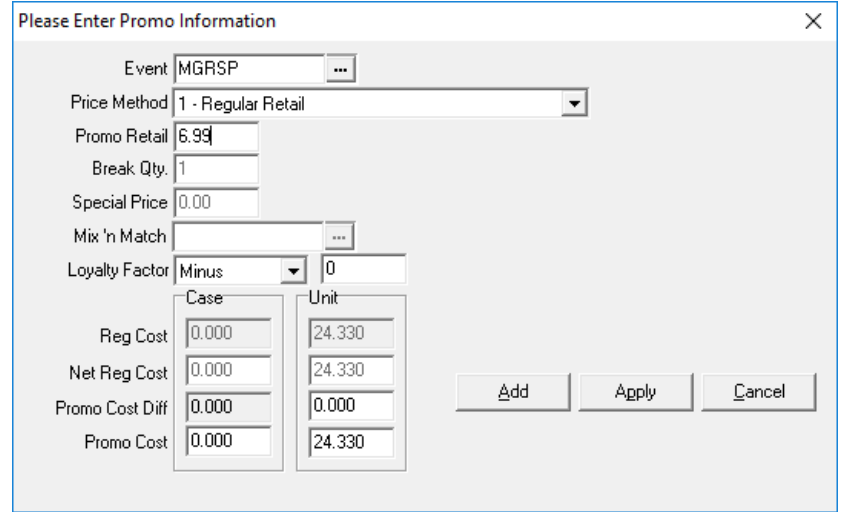 Please Enter Promo Information
Event MGRSP ...
Price Method 1 - Regular Retail
Promo Retail 6.99
Break Qty. 1
Special Price 0.00
Mix 'n Match ...
Loyalty Factor Minus 0
Case Unit
Reg Cost 0.000 24.330
Net Reg Cost 0.000 24.330
Add Apply Cancel
Promo Cost Diff 0.000 0.000
Promo Cost 0.000 24.330